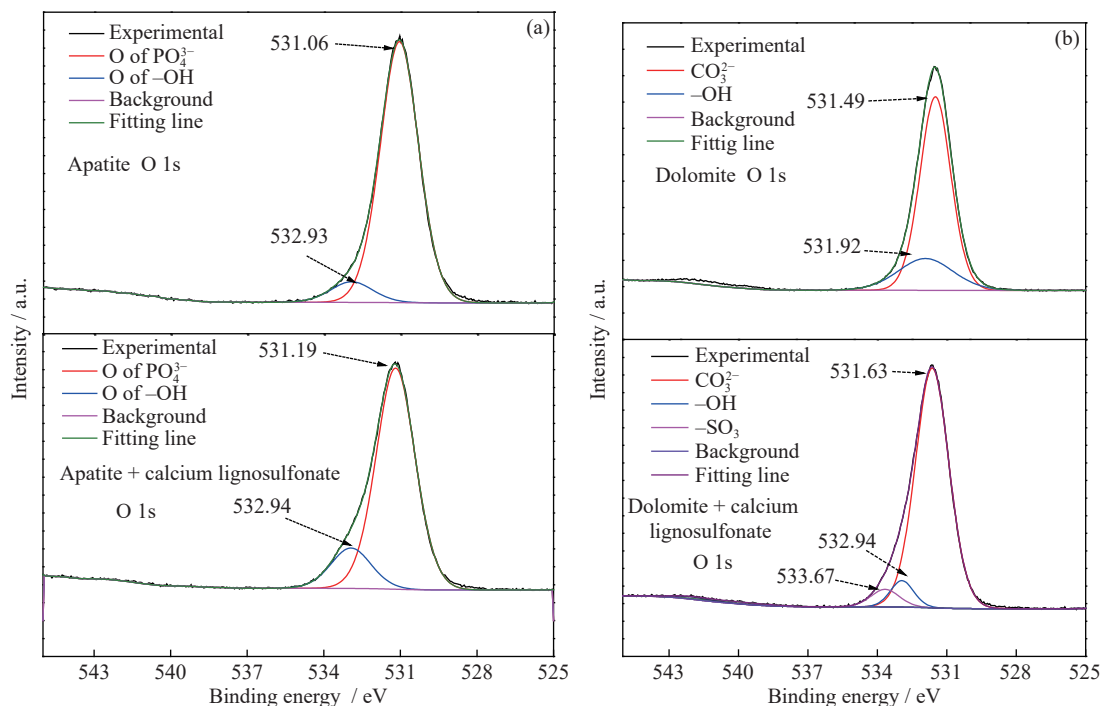 (a)
Experimental
O of PO₄³⁻
O of –OH
Background
Fitting line
Apatite O 1s
531.06
532.93
Experimental
O of PO₄³⁻
O of –OH
Background
Fitting line
Apatite + calcium lignosulfonate
O 1s
531.19
532.94
Intensity / a.u.
543 540 537 534 531 528 525
Binding energy / eV
(b)
Experimental
CO₃²⁻
–OH
Background
Fittig line
Dolomite O 1s
531.49
531.92
Experimental
CO₃²⁻
–OH
–SO₃
Background
Fitting line
Dolomite + calcium
lignosulfonate
O 1s
531.63
532.94
533.67
Intensity / a.u.
543 540 537 534 531 528 525
Binding energy / eV